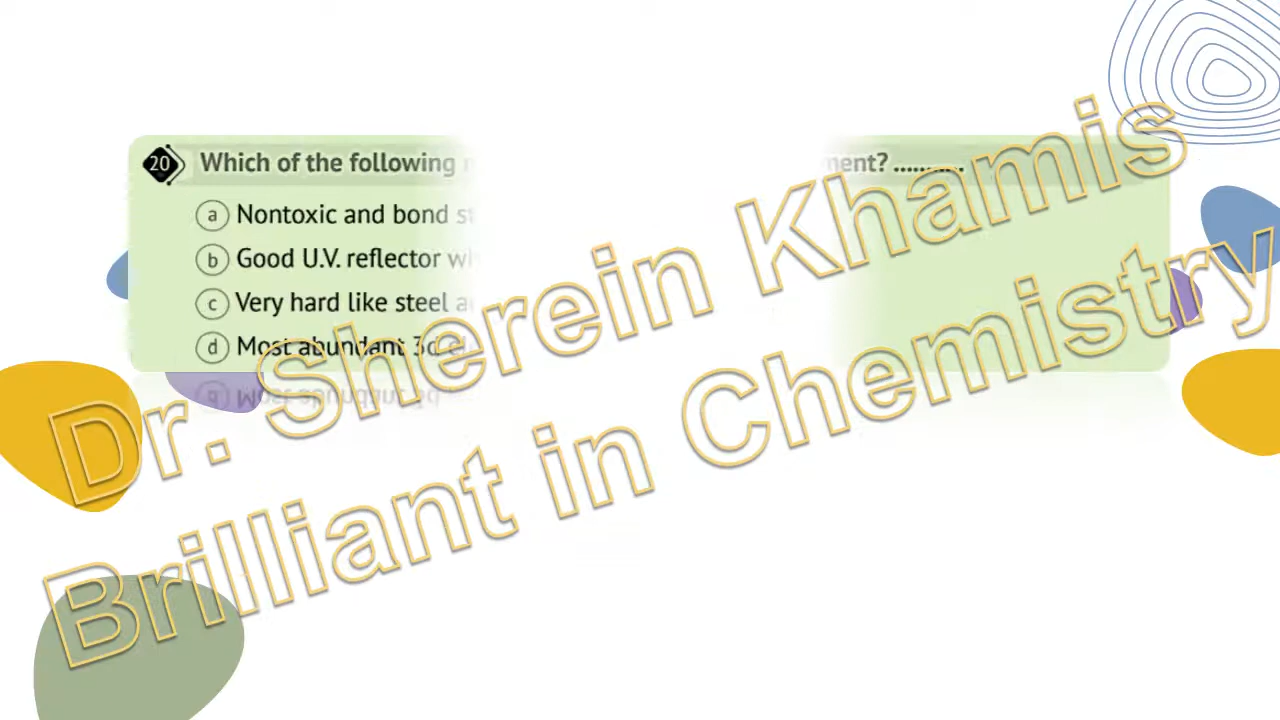 20 Which of the following ment? ..........
a Nontoxic and bond
b Good U.V. reflector
c Very hard like steel
d Most abundant 3d
Dr. Sherein Khamis
Brilliant in Chemistry